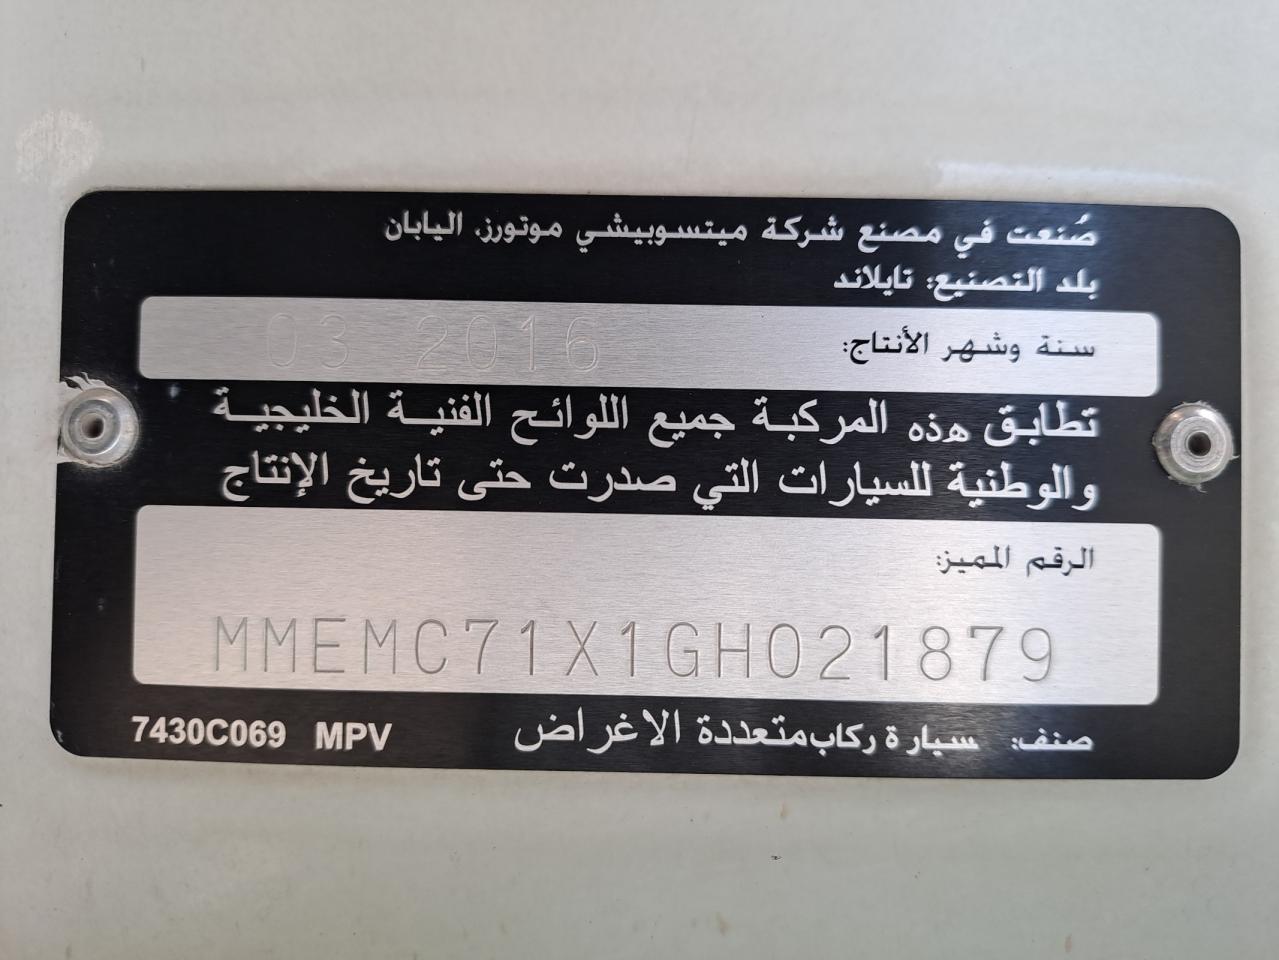 صُنعت في مصنع شركة ميتسوبيشي موتورز، اليابان
بلد التصنيع: تايلاند
سنة وشهر الأنتاج: 03 2016
تطابق هذه المركبة جميع اللوائح الفنية الخليجية
والوطنية للسيارات التي صدرت حتى تاريخ الإنتاج
الرقم المميز:
MMEMC71X1GH021879
صنف: سيارة ركاب متعددة الاغراض MPV 7430C069